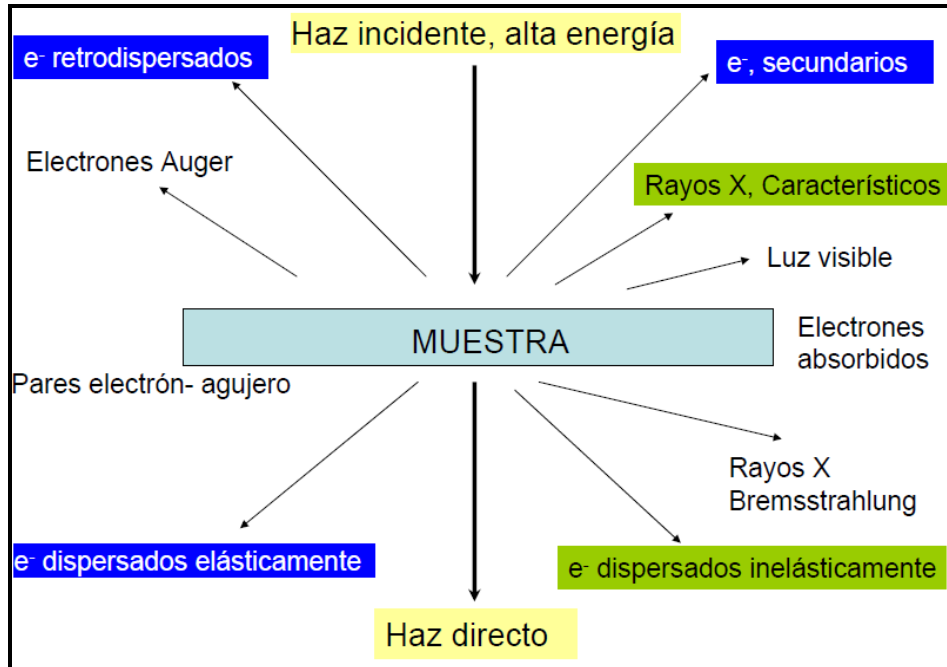 Haz incidente, alta energía
e- retrodispersados
e-, secundarios
Electrones Auger
Rayos X, Característicos
Luz visible
MUESTRA
Electrones
absorbidos
Pares electrón- agujero
Rayos X
Bremsstrahlung
e- dispersados elásticamente
e- dispersados inelásticamente
Haz directo